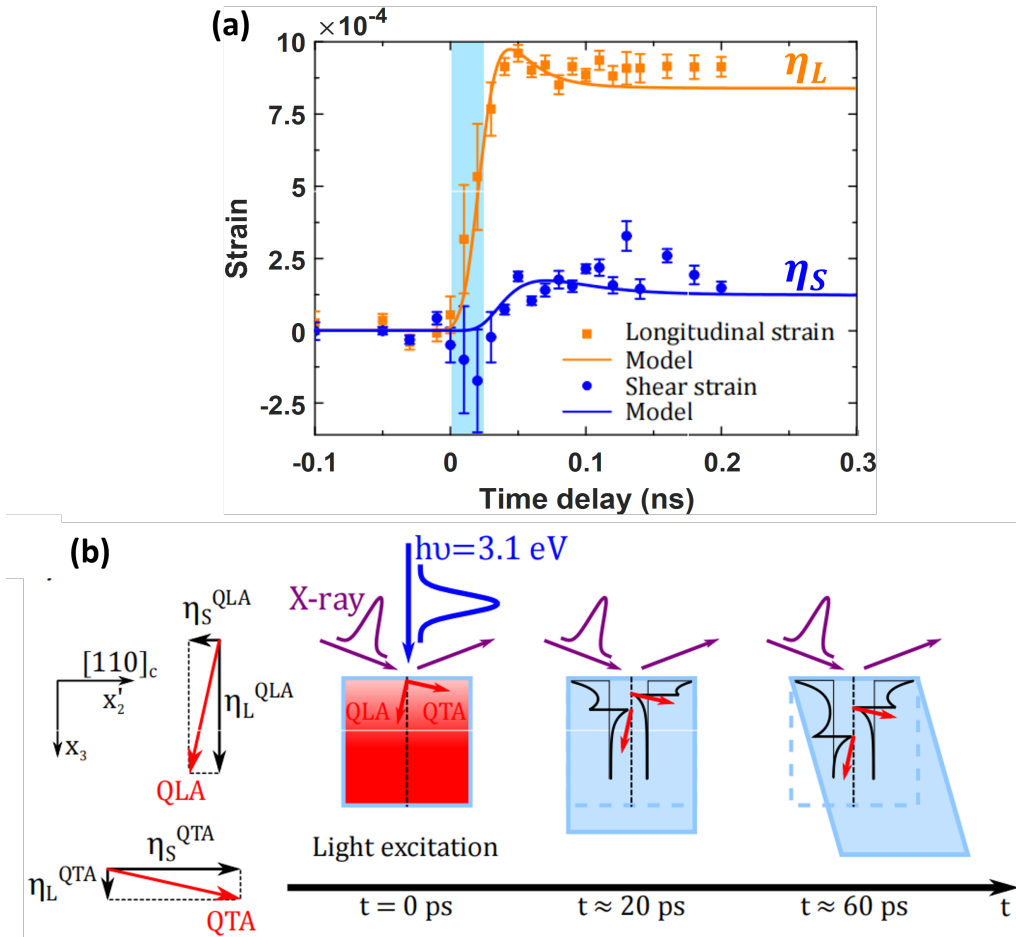 (a)
×10⁻⁴
10
7.5
5
2.5
0
-2.5
Strain
η_L
η_S
Longitudinal strain
Model
Shear strain
Model
-0.1
0
0.1
0.2
0.3
Time delay (ns)
(b)
hυ=3.1 eV
X-ray
η_S^QLA
[110]_c
x'_2
x_3
η_L^QLA
QLA
QLA
QTA
η_S^QTA
η_L^QTA
QTA
Light excitation
t = 0 ps
t ≈ 20 ps
t ≈ 60 ps
t